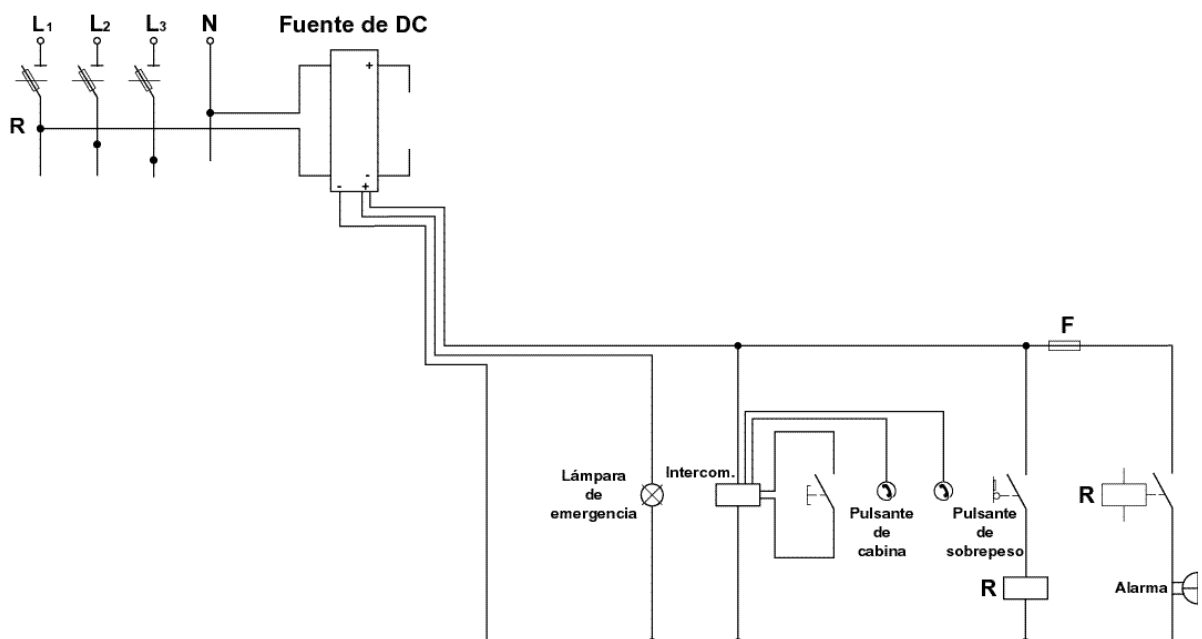 L1 L2 L3 N Fuente de DC
+
R
-
- +
F
Lámpara
de
emergencia
Intercom.
Pulsante
de
cabina
Pulsante
de
sobrepeso
R
R
Alarma